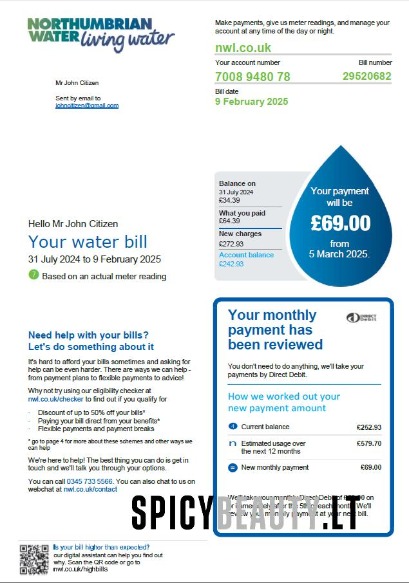 NORTHUMBRIAN
WATER living water
Make payments, give us meter readings, and manage your
account at any time of the day or night.
nwl.co.uk
Your account number
Bill number
7008 9480 78
29520682
Bill date
9 February 2025
Mr John Citizen
Sent by email to
johncitizen@gmail.com
Balance on
31 July 2024
£34.39
What you paid
£64.39
New charges
£272.93
Account balance
£242.93
Your payment
will be
£69.00
from
5 March 2025.
Hello Mr John Citizen
Your water bill
31 July 2024 to 9 February 2025
Based on an actual meter reading
Your monthly
payment has
been reviewed
DIRECT
Debit
You don't need to do anything, we'll take your
payments by Direct Debit.
How we worked out your
new payment amount
Current balance
£262.93
Estimated usage over
the next 12 months
£579.70
New monthly payment
£69.00
We'll take your monthly Direct Debit of on
or after the 5th each month. We'll
review your monthly payment at your next bill.
Need help with your bills?
Let's do something about it
It's hard to afford your bills sometimes and asking for
help can be even harder. There are ways we can help -
from payment plans to flexible payments to advice!
Why not try using our eligibility checker at
nwl.co.uk/checker to find out if you qualify for
· Discount of up to 50% off your bills*
· Paying your bill direct from your benefits*
· Flexible payments and payment breaks
* go to page 4 for more about these schemes and other ways we
can help
We're here to help! The best thing you can do is get in
touch and we'll talk you through your options.
You can call 0345 733 5566. You can also chat to us on
webchat at nwl.co.uk/contact
SPICYBEAUTY.LT
Is your bill higher than expected?
our digital assistant can help you find out
why. Scan the QR code or go to
nwl.co.uk/highbills